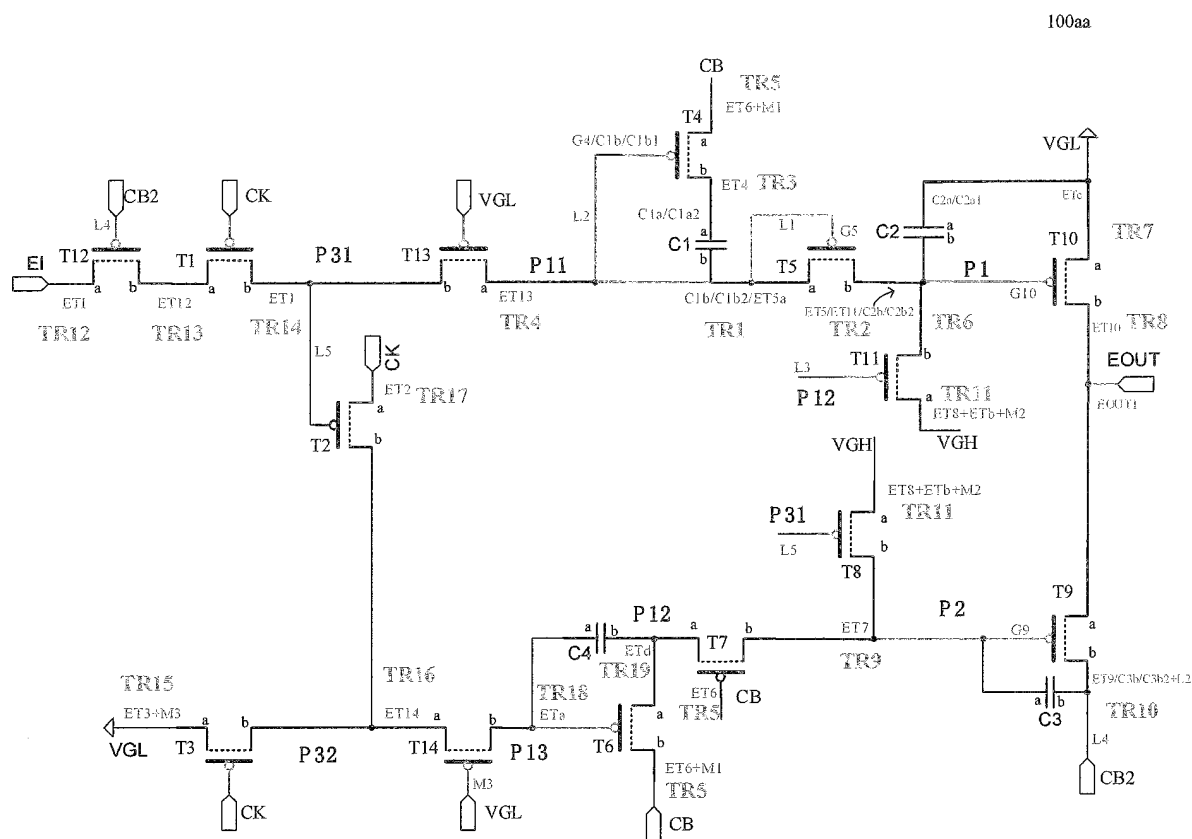 100aa
CB
TR5
ET6+M1
T4
a
b
G4/C1b/C1b1
ET4
TR3
VGL
CB2
CK
VGL
L4
L2
C1a/C1a2
a
C1
b
L1
G5
C2a/C2a1
ETc
C2
a
b
T10
TR7
EI
T12
T1
P31
T13
P11
T5
P1
a
b
ET1
a
b
ET12
a
b
ET1
b
a
ET13
C1b/C1b2/ET5a
a
b
ET5/ET11/C2b/C2b2
G10
TR12
TR13
TR14
TR4
TR1
TR2
TR6
ET10
TR8
L5
CK
ET2
TR17
a
T2
b
L3
P12
T11
b
a
TR11
ET8+ETb+M2
VGH
EOUT
EOUT1
VGH
ET8+ETb+M2
TR11
P31
L5
a
b
T8
P12
P2
T9
a
b
C4
ETd
a
T7
b
ET7
G9
a
b
TR15
TR16
TR18
TR19
ET6
CB
TR5
TR9
ET9/C3b/C3b2+L2
a
b
C3
TR10
ET3+M3
VGL
a
b
T3
P32
ET14
a
b
T14
P13
ETa
T6
a
b
L4
M3
ET6+M1
TR5
CK
VGL
CB
CB2